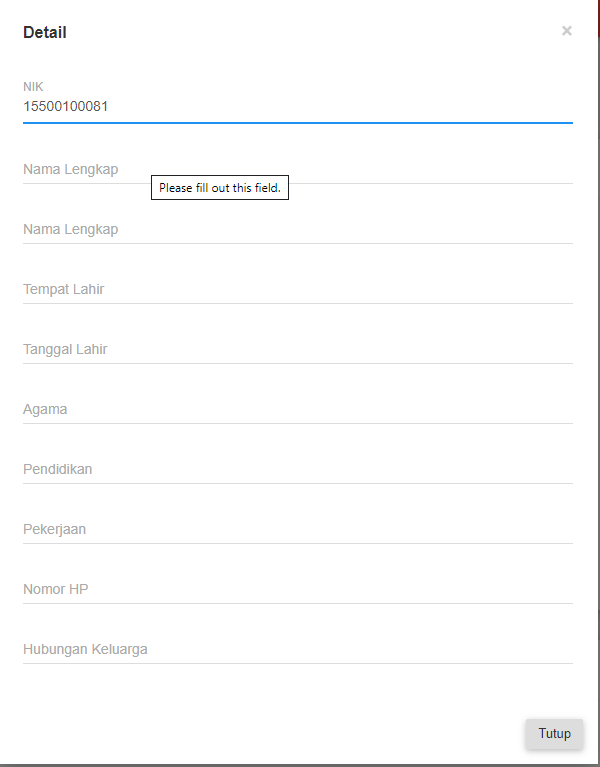 Detail
×
NIK
15500100081
Nama Lengkap
Please fill out this field.
Nama Lengkap
Tempat Lahir
Tanggal Lahir
Agama
Pendidikan
Pekerjaan
Nomor HP
Hubungan Keluarga
Tutup